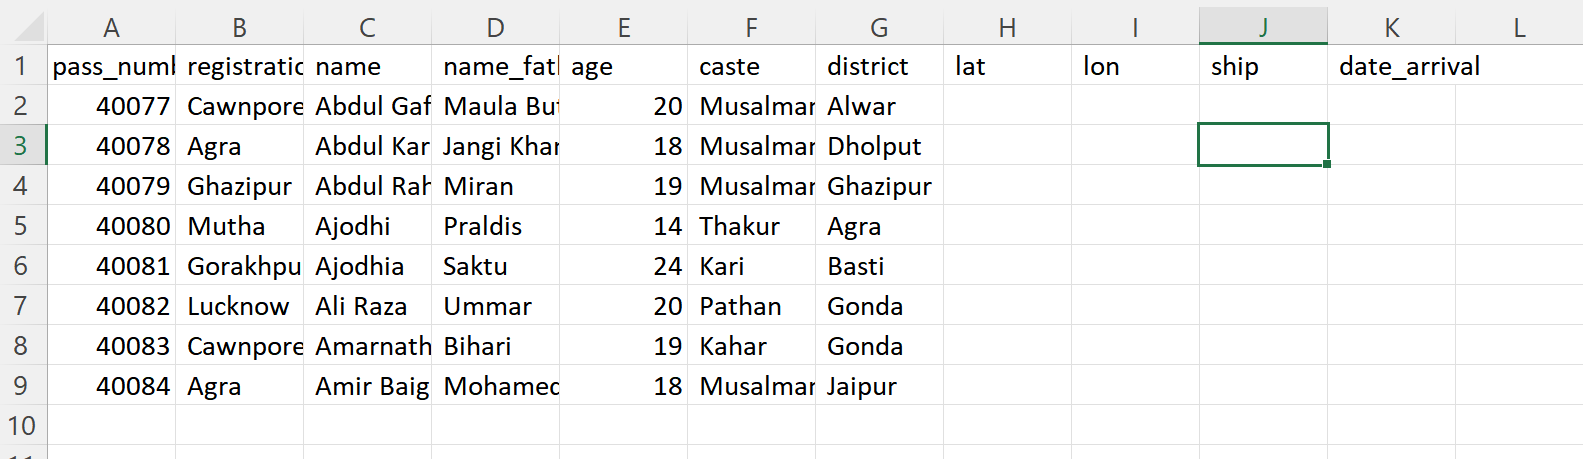 A B C D E F G H I J K L
1 pass_numb registratic name name_fatl age caste district lat lon ship date_arrival
2 40077 Cawnpore Abdul Gaf Maula But 20 Musalmar Alwar
3 40078 Agra Abdul Kar Jangi Khar 18 Musalmar Dholput
4 40079 Ghazipur Abdul Rah Miran 19 Musalmar Ghazipur
5 40080 Mutha Ajodhi Praldis 14 Thakur Agra
6 40081 Gorakhpu Ajodhia Saktu 24 Kari Basti
7 40082 Lucknow Ali Raza Ummar 20 Pathan Gonda
8 40083 Cawnpore Amarnath Bihari 19 Kahar Gonda
9 40084 Agra Amir Baig Mohamed 18 Musalmar Jaipur
10